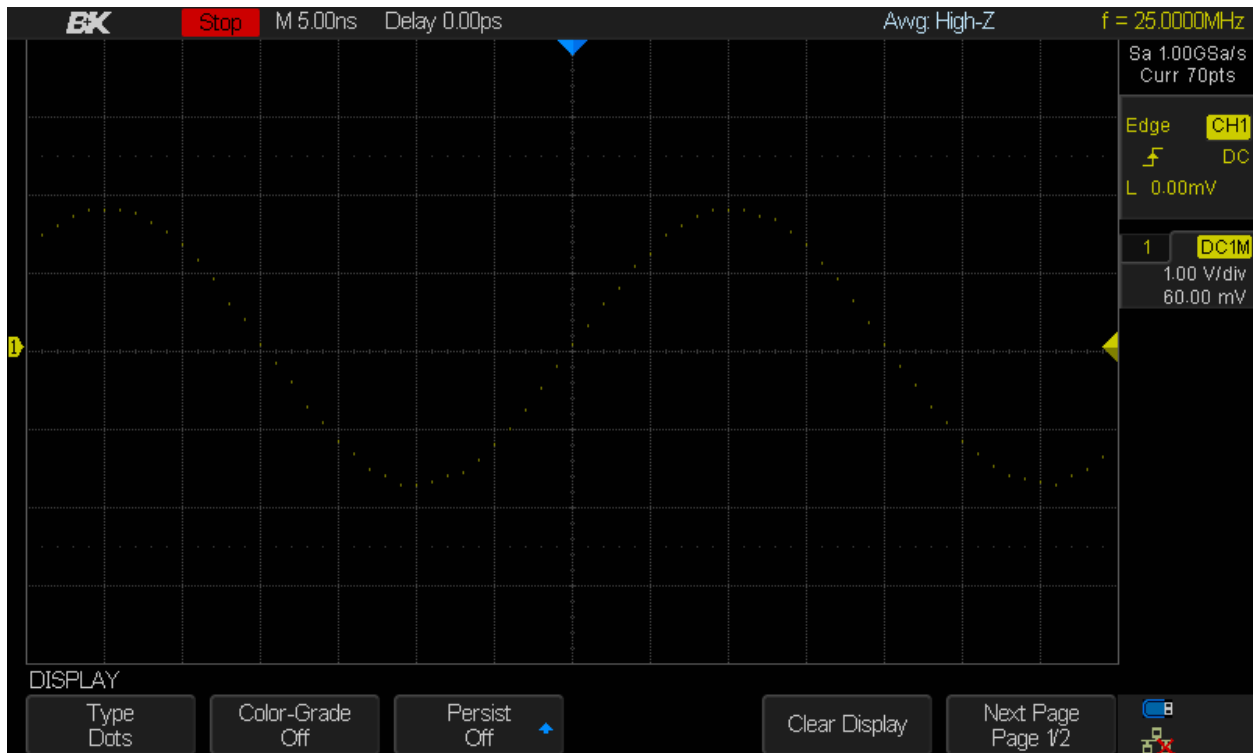 B+K Stop M 5.00ns Delay 0.00ps Awg: High-Z f = 25.0000MHz
Sa 1.00GSa/s
Curr 70pts
Edge CH1
DC
L 0.00mV
1 DC1M
1.00 V/div
60.00 mV
1
DISPLAY
Type
Dots
Color-Grade
Off
Persist
Off
Clear Display
Next Page
Page 1/2